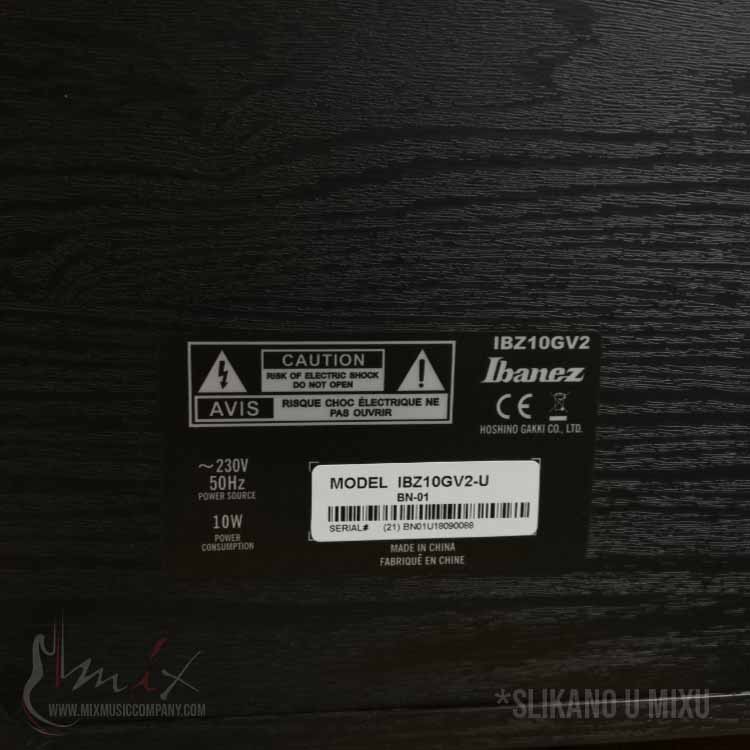 CAUTION
RISK OF ELECTRIC SHOCK
DO NOT OPEN
AVIS
RISQUE CHOC ÉLECTRIQUE NE
PAS OUVRIR
IBZ10GV2
Ibanez
CE
HOSHINO GAKKI CO., LTD.
~230V
50Hz
POWER SOURCE
10W
POWER
CONSUMPTION
MODEL IBZ10GV2-U
BN-01
SERIAL# (21) BN01U18090088
MADE IN CHINA
FABRIQUÉ EN CHINE
mix
WWW.MIXMUSICCOMPANY.COM
*SLIKANO U MIXU